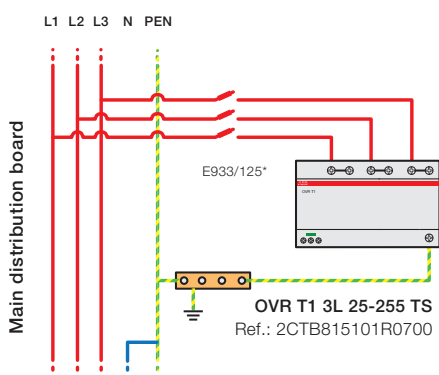 L1 L2 L3 N PEN
Main distribution board
E933/125*
OVR T1
OVR T1 3L 25-255 TS
Ref.: 2CTB815101R0700